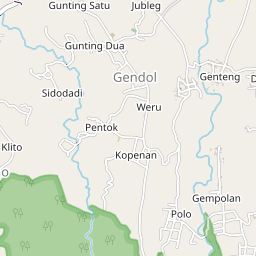 Gunting Satu
Jubleg
Gunting Dua
Gendol
Genteng
Sidodadi
Weru
Pentok
Klito
Kopenan
O
Gempolan
Polo